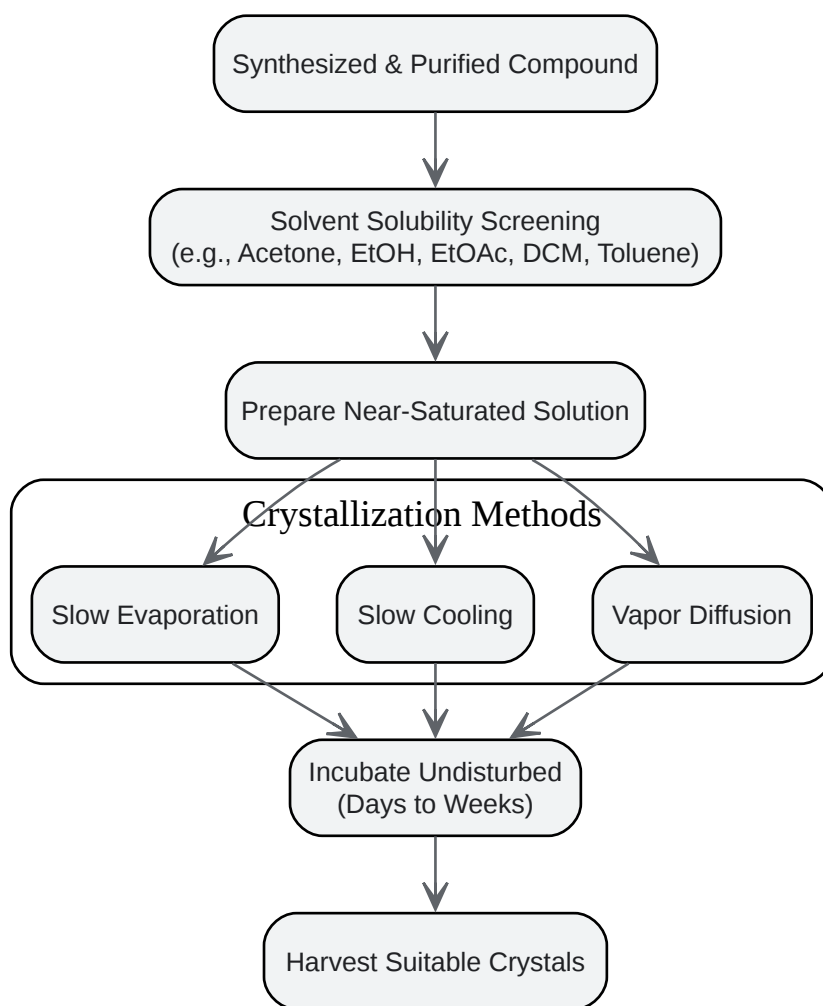 Synthesized & Purified Compound
Solvent Solubility Screening
(e.g., Acetone, EtOH, EtOAc, DCM, Toluene)
Prepare Near-Saturated Solution
Crystallization Methods
Slow Evaporation
Slow Cooling
Vapor Diffusion
Incubate Undisturbed
(Days to Weeks)
Harvest Suitable Crystals